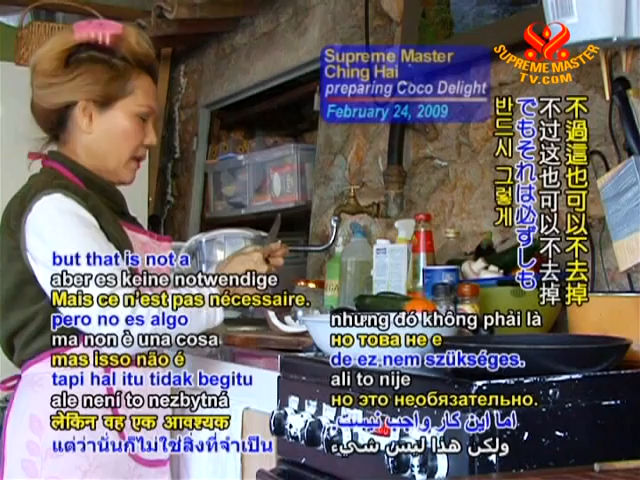 Supreme Master
Ching Hai
preparing Coco Delight
February 24, 2009
SUPREME MASTER
TV.COM
不過這也可以不去掉
不过这也可以不去掉
でもそれは必ずしも
반드시 그렇게
but that is not a
aber es keine notwendige
Mais ce n'est pas nécessaire.
pero no es algo
ma non è una cosa
mas isso não é
tapi hal itu tidak begitu
ale není to nezbytná
लेकिन वह एक आवश्यक
แต่ว่านั่นก็ไม่ใช่สิ่งที่จำเป็น
nhưng đó không phải là
но това не е
de ez nem szükséges.
ali to nije
но это необязательно.
اما این کار واجب نیست
ولكن هذا ليس شيء